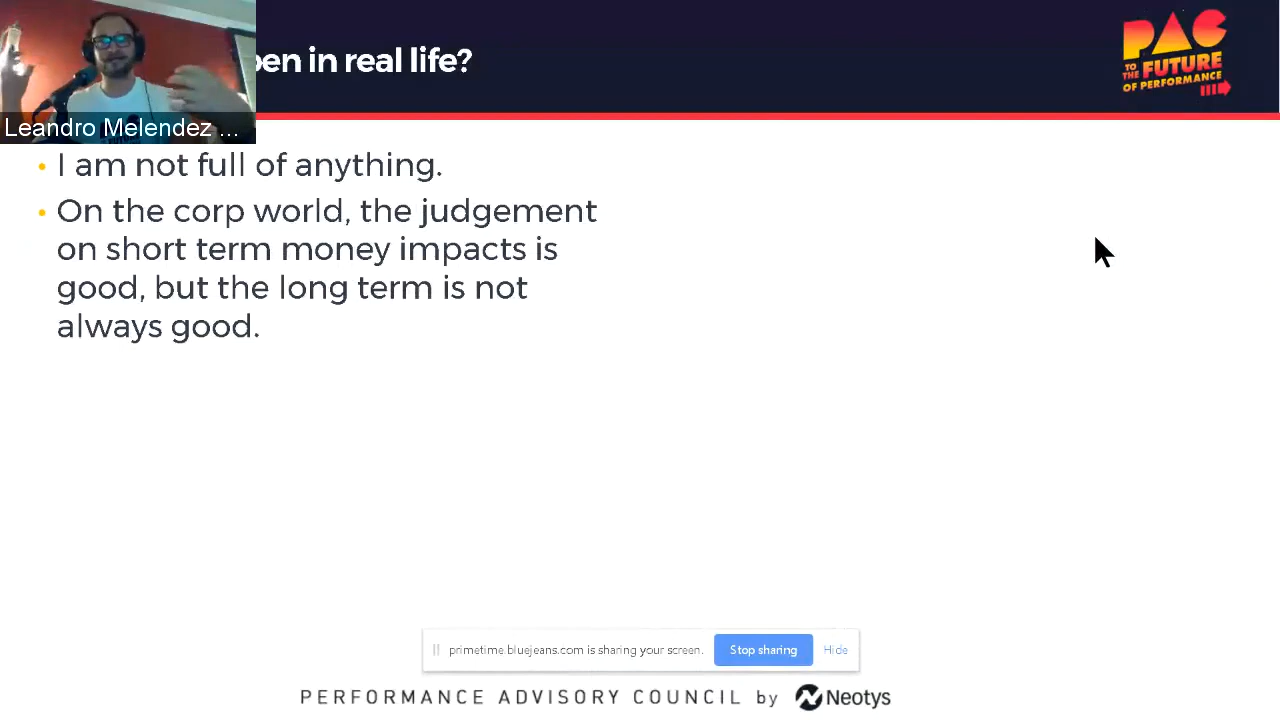 pen in real life?
PAC
TO THE FUTURE
OF PERFORMANCE
Leandro Melendez ...
• I am not full of anything.
• On the corp world, the judgement
on short term money impacts is
good, but the long term is not
always good.
primetime.bluejeans.com is sharing your screen. Stop sharing Hide
PERFORMANCE ADVISORY COUNCIL by Neotys